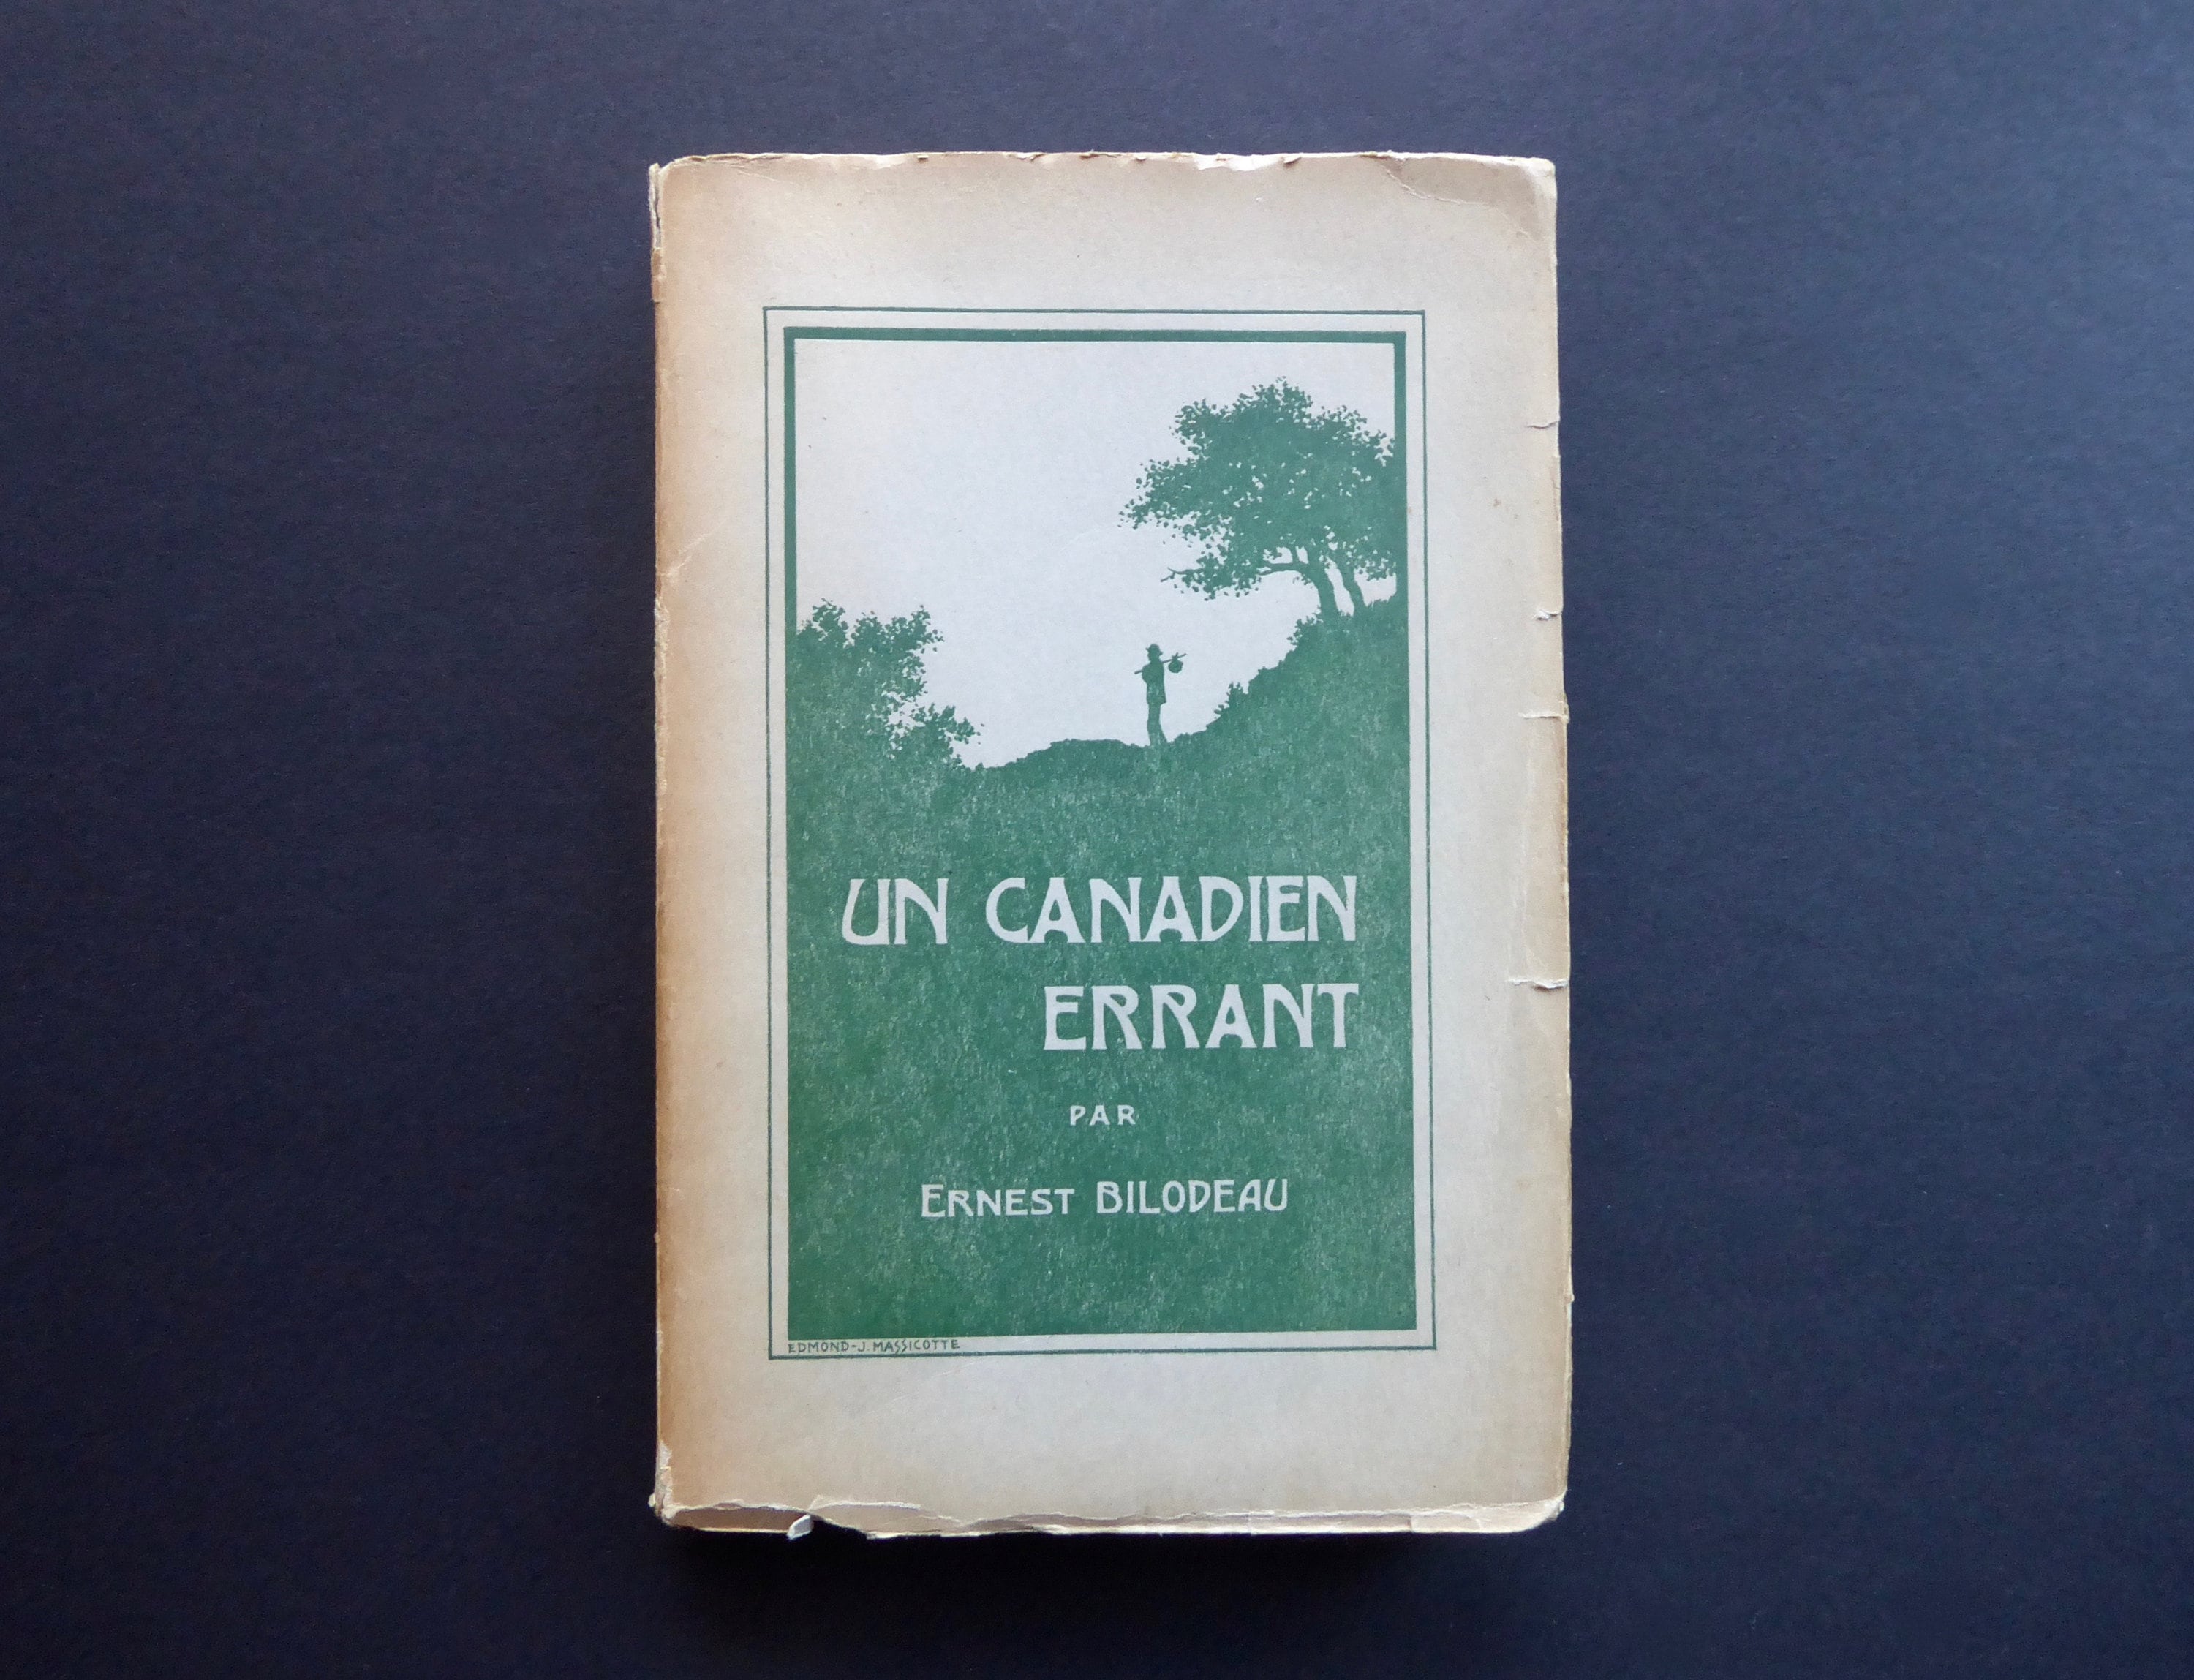 UN CANADIEN
ERRANT
PAR
ERNEST BILODEAU
EDMOND-J. MASSICOTTE